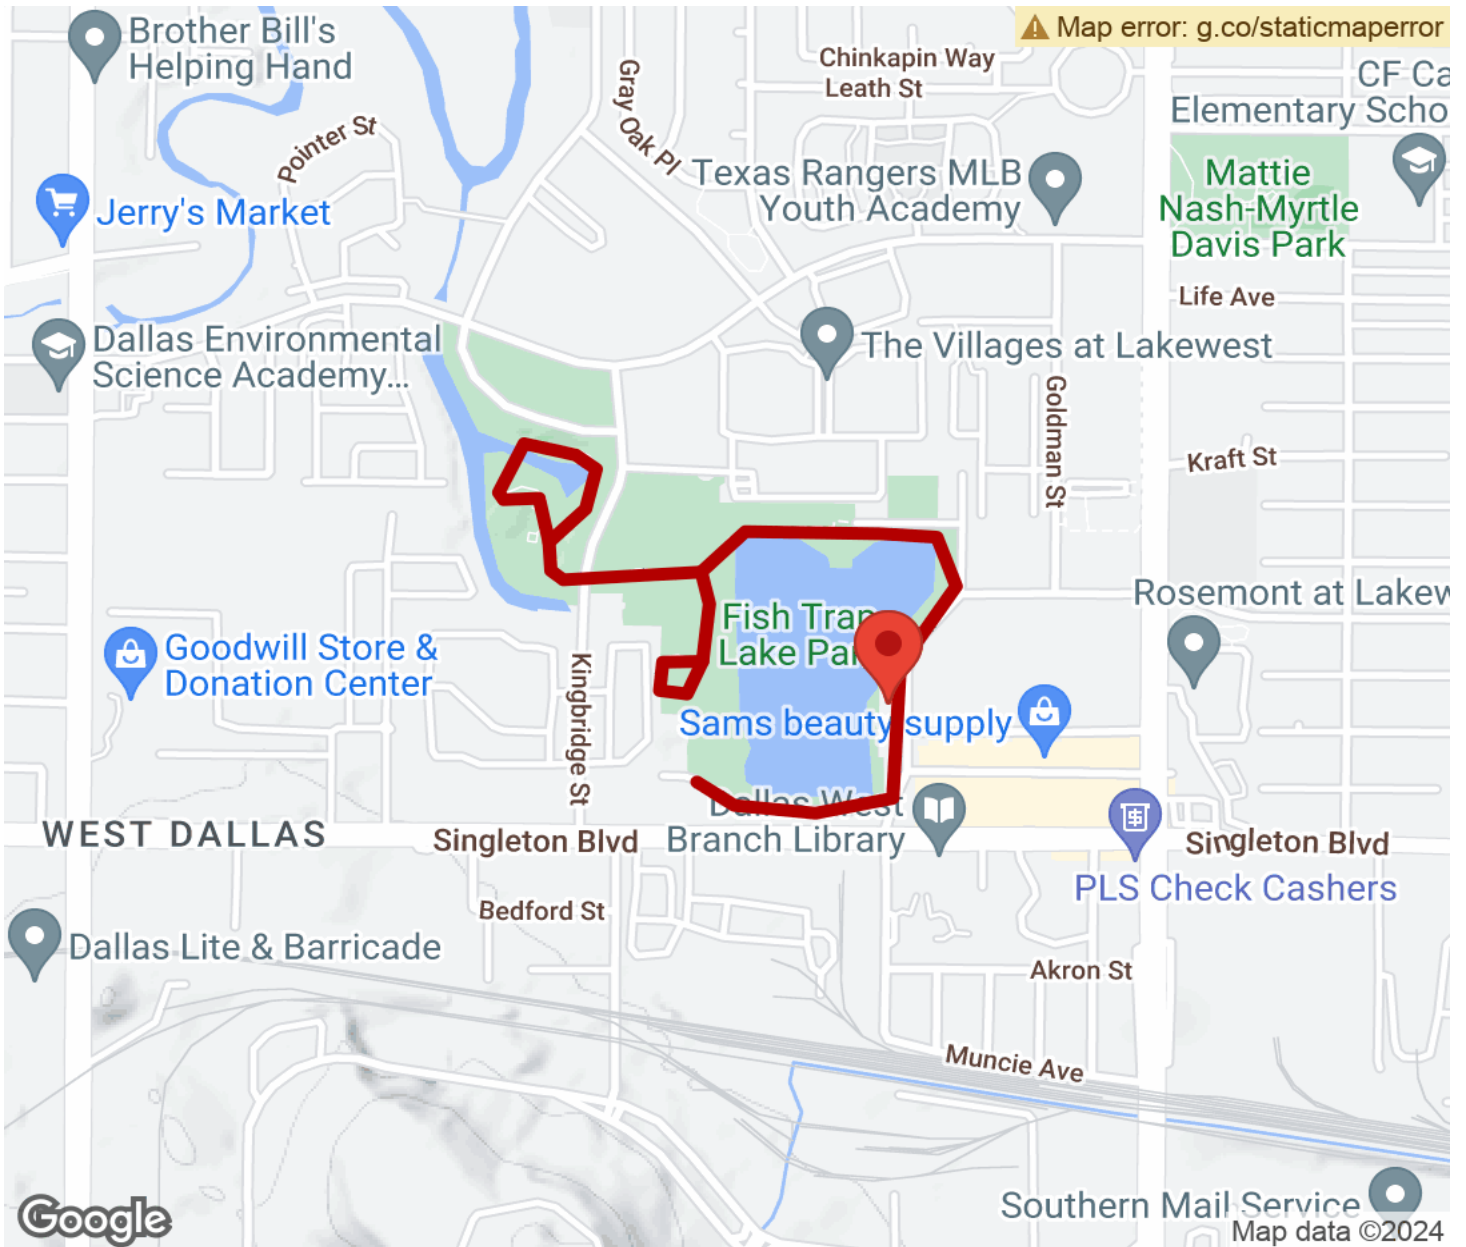 Brother Bill's
Helping Hand
Map error: g.co/staticmaperror
Chinkapin Way
Leath St
CF Ca
Elementary Scho
Gray Oak Pl
Pointer St
Texas Rangers MLB
Youth Academy
Mattie
Nash-Myrtle
Davis Park
Jerry's Market
Life Ave
Dallas Environmental
Science Academy...
The Villages at Lakewest
Goldman St
Kraft St
Rosemont at Lakew
Fish Trap
Lake Par
Goodwill Store &
Donation Center
Kingbridge St
Sams beauty supply
Dallas West
Branch Library
WEST DALLAS
Singleton Blvd
Singleton Blvd
PLS Check Cashers
Bedford St
Dallas Lite & Barricade
Akron St
Muncie Ave
Southern Mail Service
Google
Map data ©2024